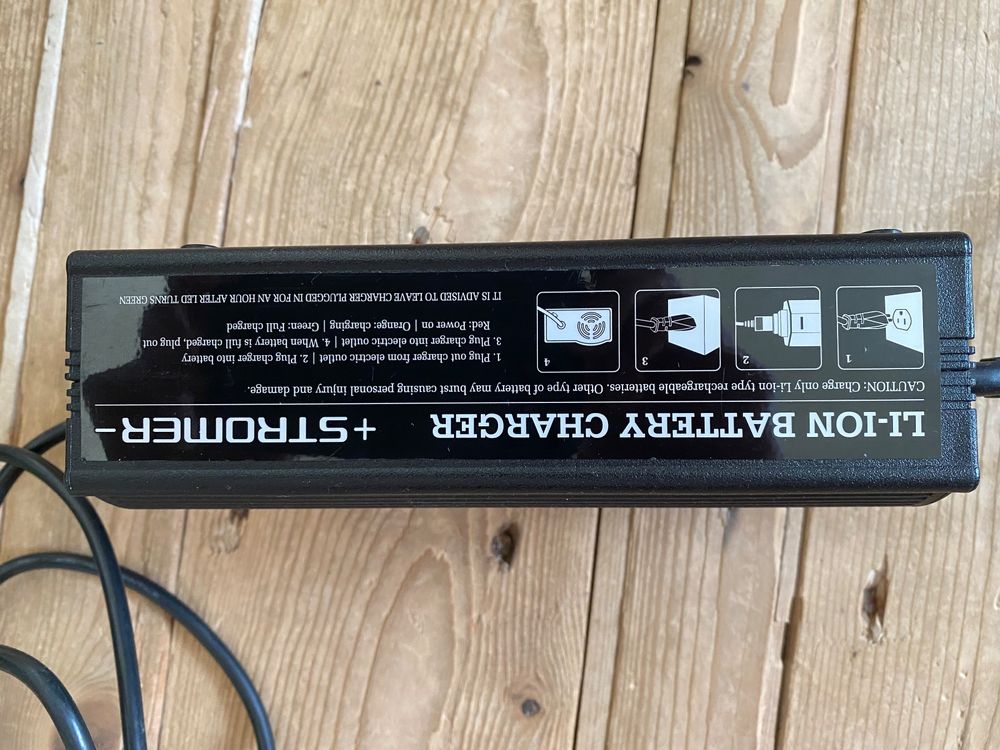 LI-ION BATTERY CHARGER +STROMER−
CAUTION: Charge only Li-ion type rechargeable batteries. Other type of battery may burst causing personal injury and damage.
1
2
3
4
1. Plug out charger from electric outlet | 2. Plug charger into battery
3. Plug charger into electric outlet | 4. When battery is full charged, plug out
Red: Power on | Orange: charging | Green: Full charged
IT IS ADVISED TO LEAVE CHARGER PLUGGED IN FOR AN HOUR AFTER LED TURNS GREEN